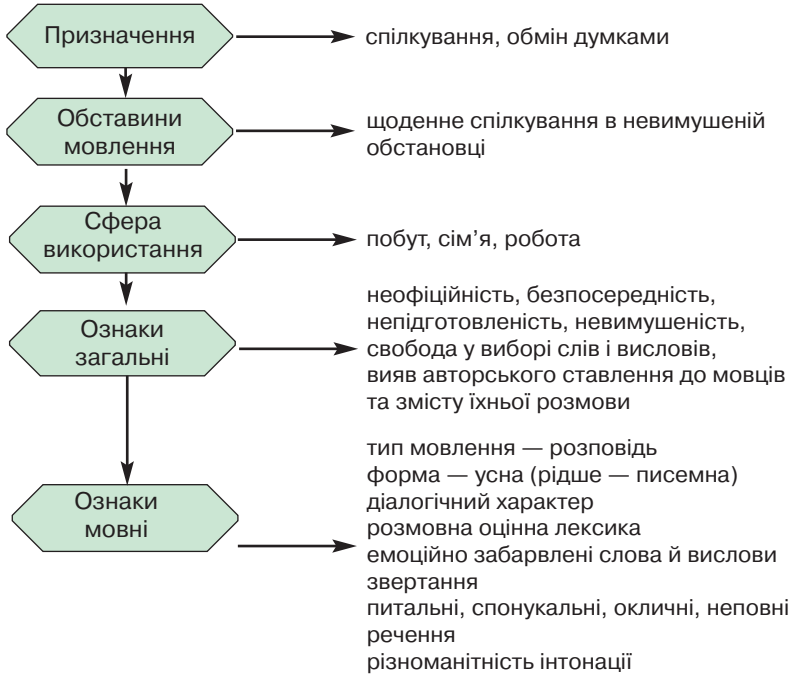 Призначення
спілкування, обмін думками
Обставини
мовлення
щоденне спілкування в невимушеній
обстановці
Сфера
використання
побут, сім’я, робота
Ознаки
загальні
неофіційність, безпосередність,
непідготовленість, невимушеність,
свобода у виборі слів і висловів,
вияв авторського ставлення до мовців
та змісту їхньої розмови
Ознаки
мовні
тип мовлення — розповідь
форма — усна (рідше — писемна)
діалогічний характер
розмовна оцінна лексика
емоційно забарвлені слова й вислови
звертання
питальні, спонукальні, окличні, неповні
речення
різноманітність інтонації